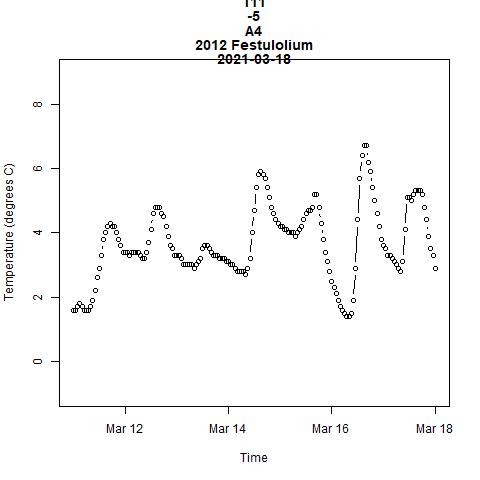 T11
-5
A4
2012 Festulolium
2021-03-18
8
6
4
2
0
Temperature (degrees C)
Mar 12
Mar 14
Mar 16
Mar 18
Time